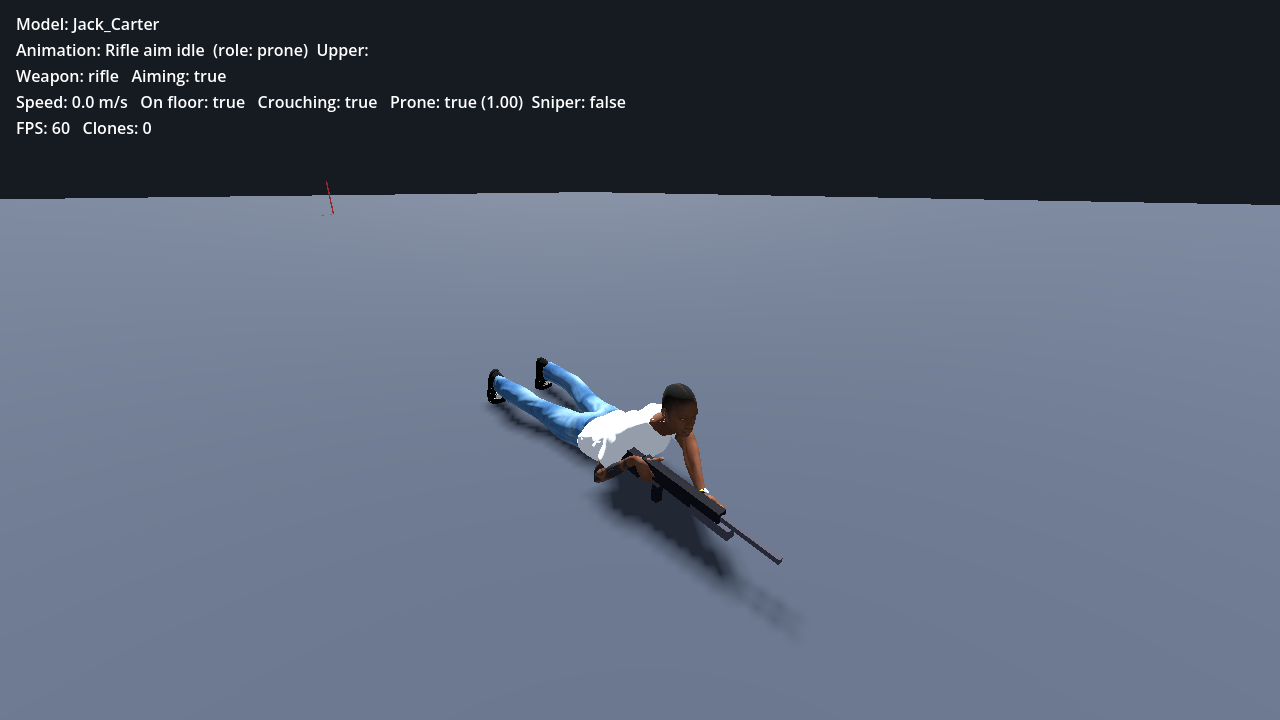 Model: Jack_Carter
Animation: Rifle aim idle  (role: prone)  Upper:
Weapon: rifle   Aiming: true
Speed: 0.0 m/s   On floor: true   Crouching: true   Prone: true (1.00)  Sniper: false
FPS: 60   Clones: 0